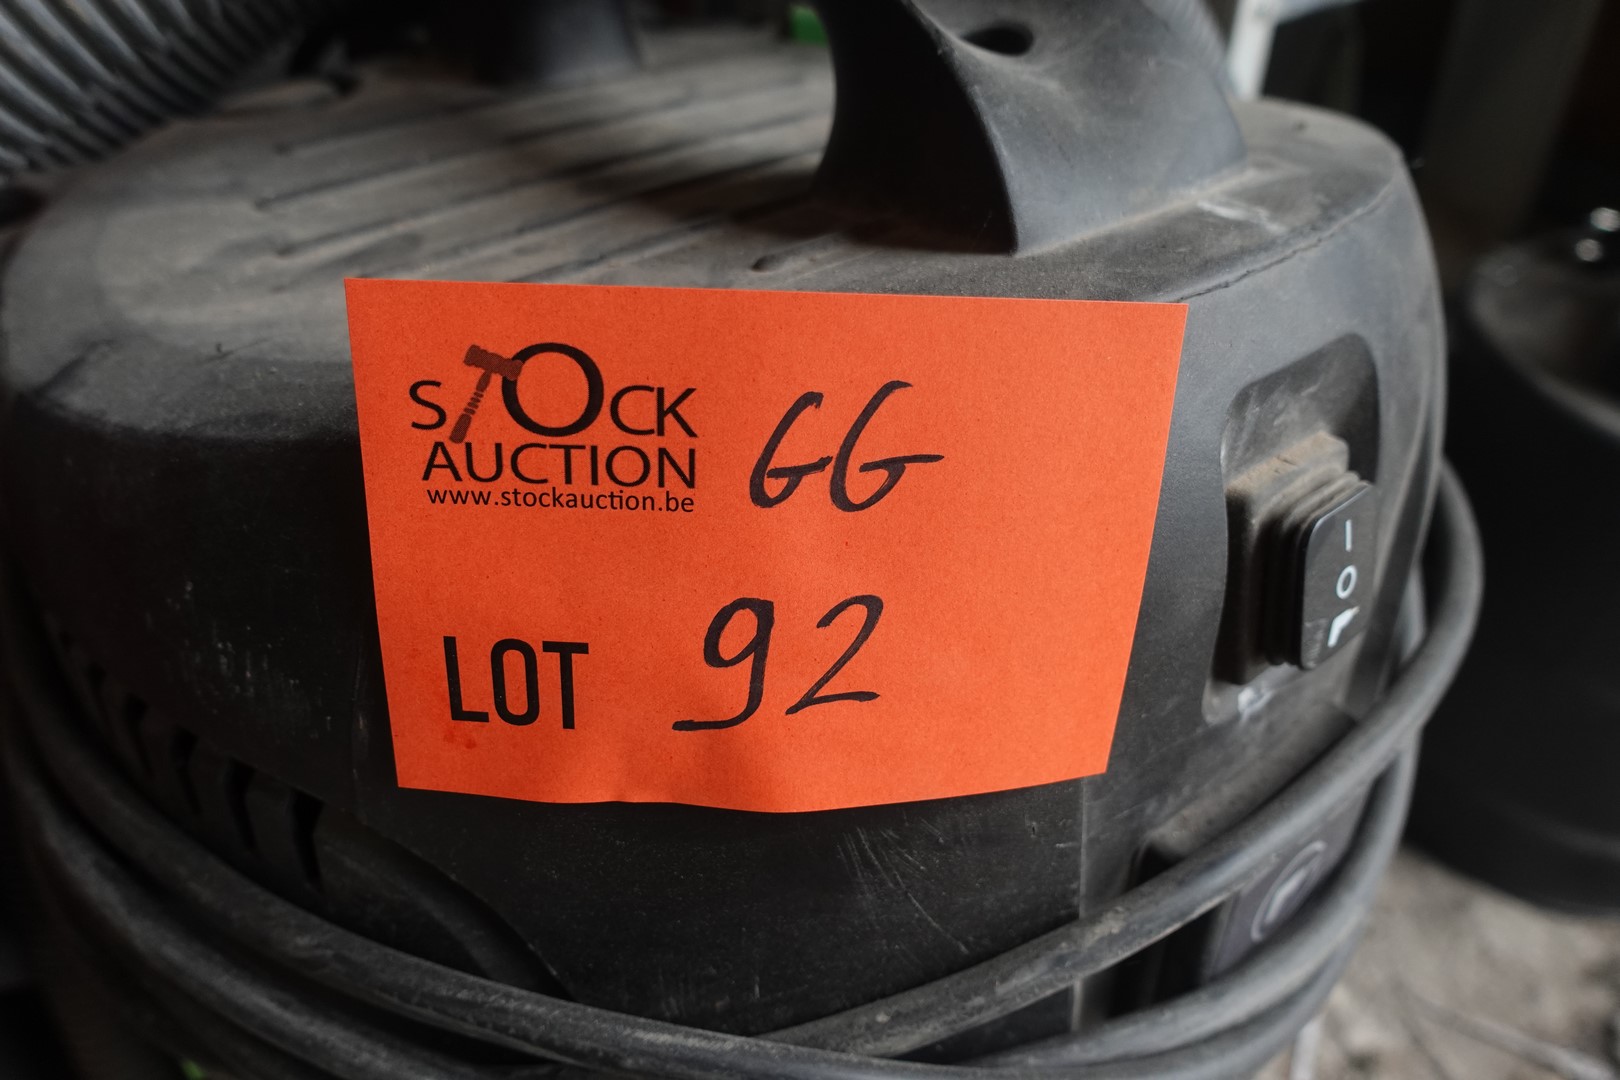 STOCK
AUCTION
www.stockauction.be
GG
LOT 92
I
O